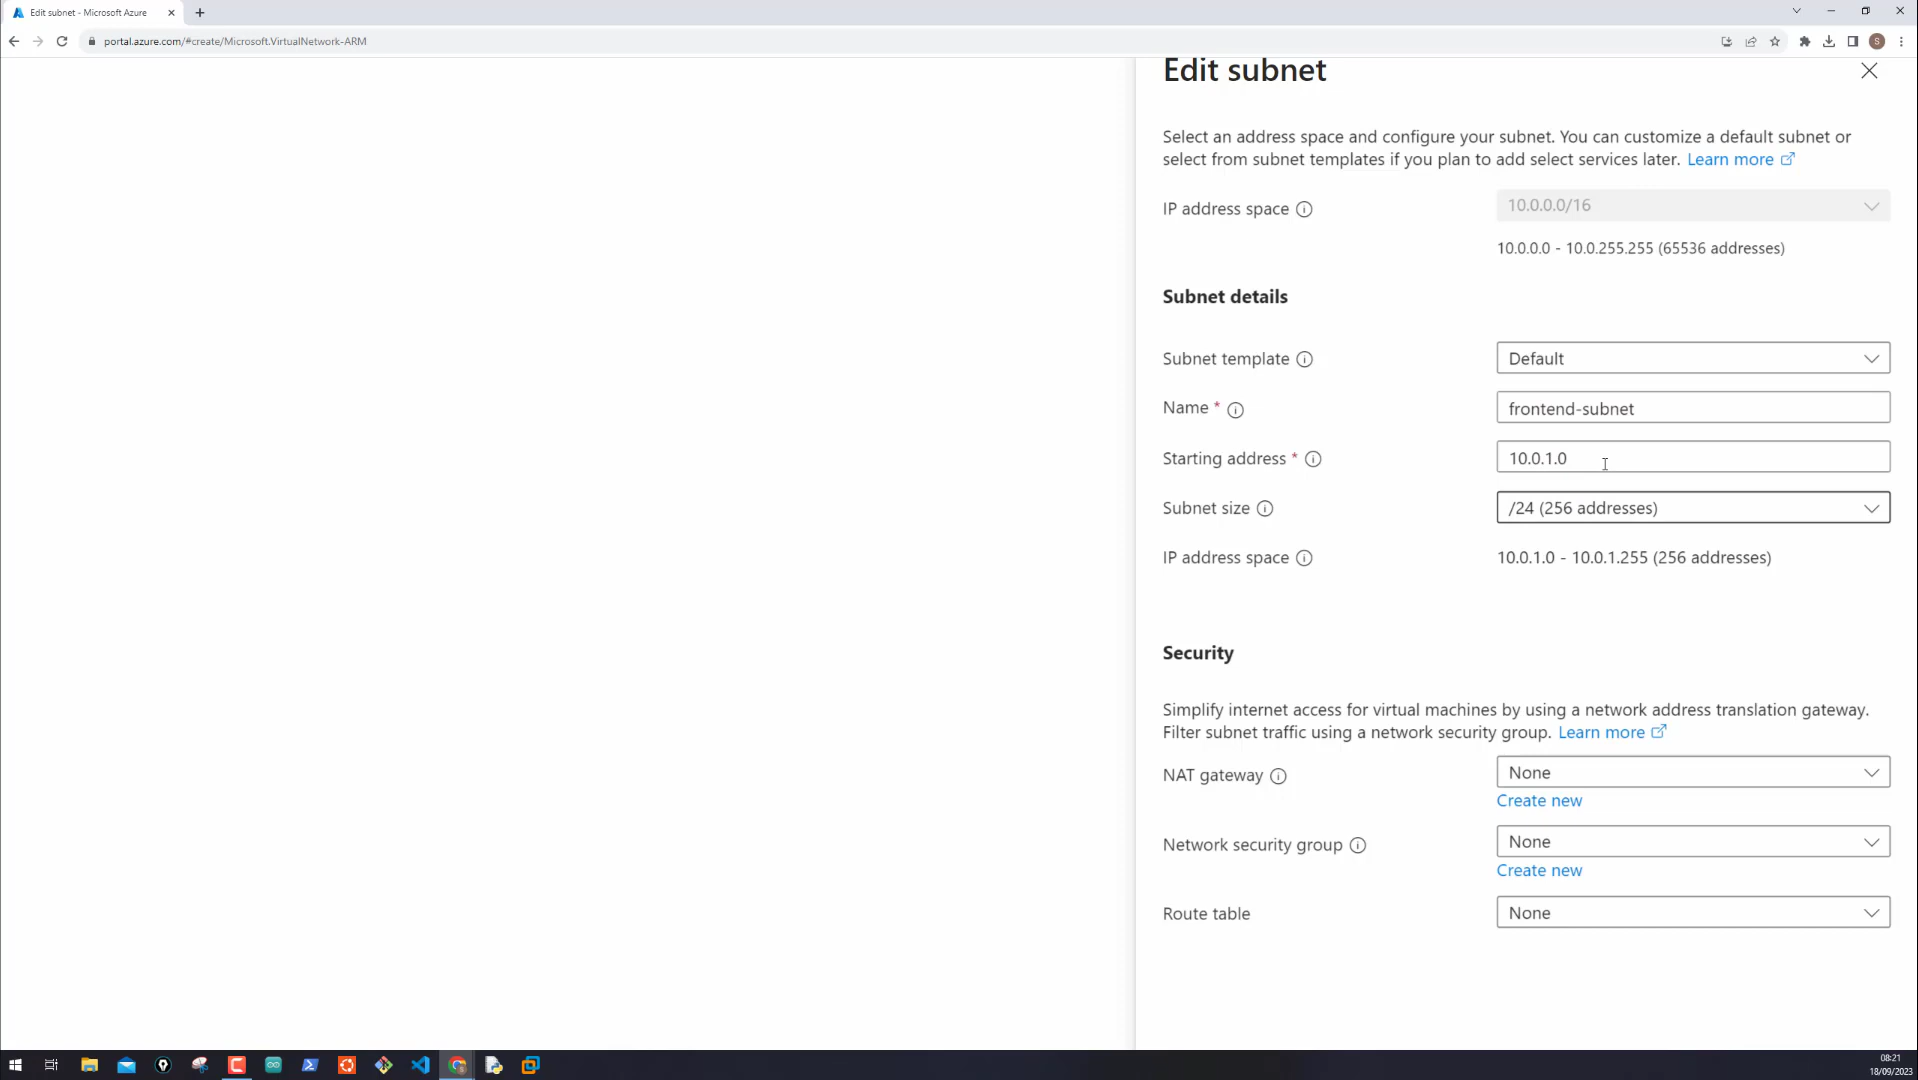 Edit subnet - Microsoft Azure
portal.azure.com/#create/Microsoft.VirtualNetwork-ARM
S
Edit subnet
Select an address space and configure your subnet. You can customize a default subnet or
select from subnet templates if you plan to add select services later. Learn more
IP address space
10.0.0.0/16
10.0.0.0 - 10.0.255.255 (65536 addresses)
Subnet details
Subnet template
Default
Name *
frontend-subnet
Starting address *
10.0.1.0
Subnet size
/24 (256 addresses)
IP address space
10.0.1.0 - 10.0.1.255 (256 addresses)
Security
Simplify internet access for virtual machines by using a network address translation gateway.
Filter subnet traffic using a network security group. Learn more
NAT gateway
None
Create new
Network security group
None
Create new
Route table
None
08:21
18/09/2023